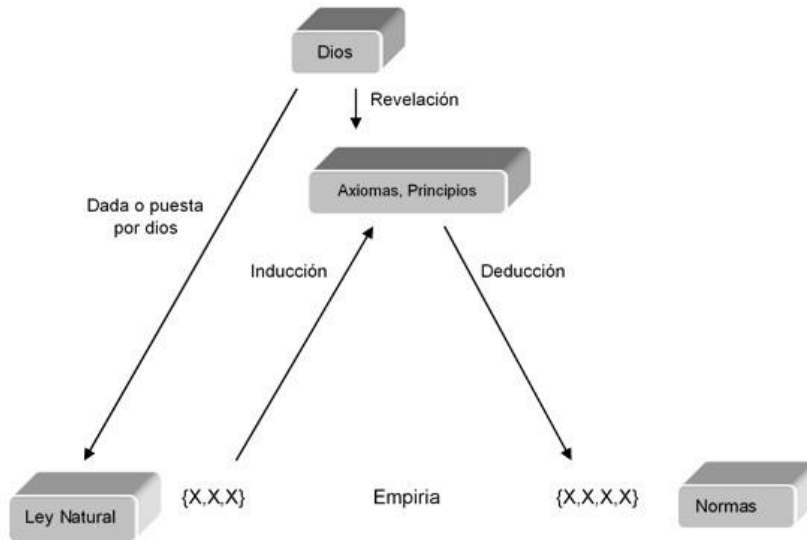 Dios
Revelación
Axiomas, Principios
Dada o puesta
por dios
Inducción
Deducción
Ley Natural
{X,X,X}
Empiria
{X,X,X,X}
Normas